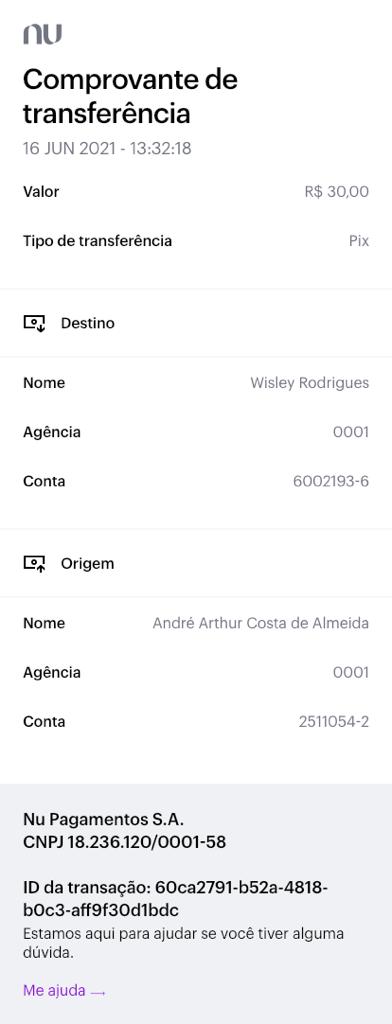 nu
Comprovante de
transferência
16 JUN 2021 - 13:32:18
Valor R$ 30,00
Tipo de transferência Pix
Destino
Nome Wisley Rodrigues
Agência 0001
Conta 6002193-6
Origem
Nome André Arthur Costa de Almeida
Agência 0001
Conta 2511054-2
Nu Pagamentos S.A.
CNPJ 18.236.120/0001-58
ID da transação: 60ca2791-b52a-4818-
b0c3-aff9f30d1bdc
Estamos aqui para ajudar se você tiver alguma
dúvida.
Me ajuda →